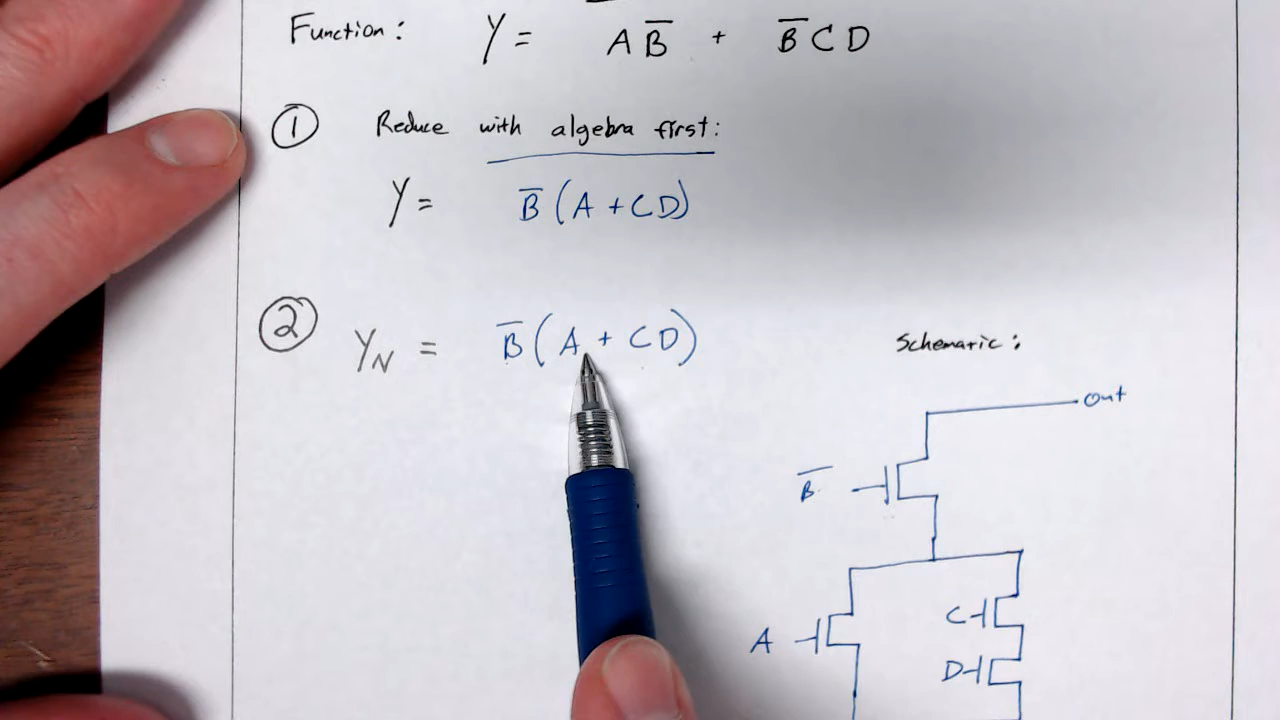 Function: Y = AB̅ + B̅CD
① Reduce with algebra first:
Y = B̅(A + CD)
② Y_N = B̅(A + CD)
Schematic:
out
B̅
C
A
D